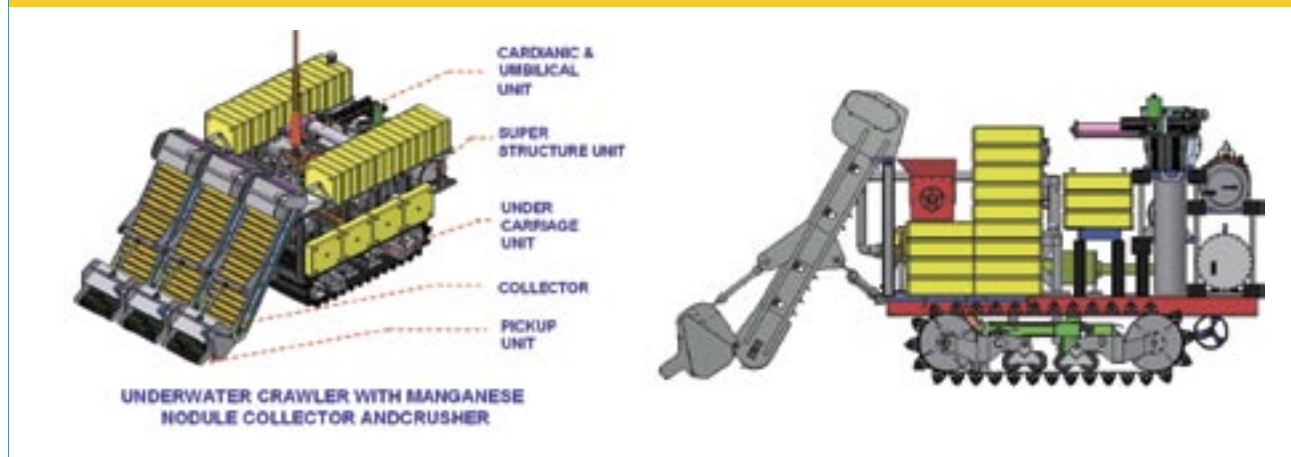 CARDIANIC &
UMBILICAL
UNIT
SUPER
STRUCTURE UNIT
UNDER
CARRIAGE
UNIT
COLLECTOR
PICKUP
UNIT
UNDERWATER CRAWLER WITH MANGANESE
NODULE COLLECTOR ANDCRUSHER